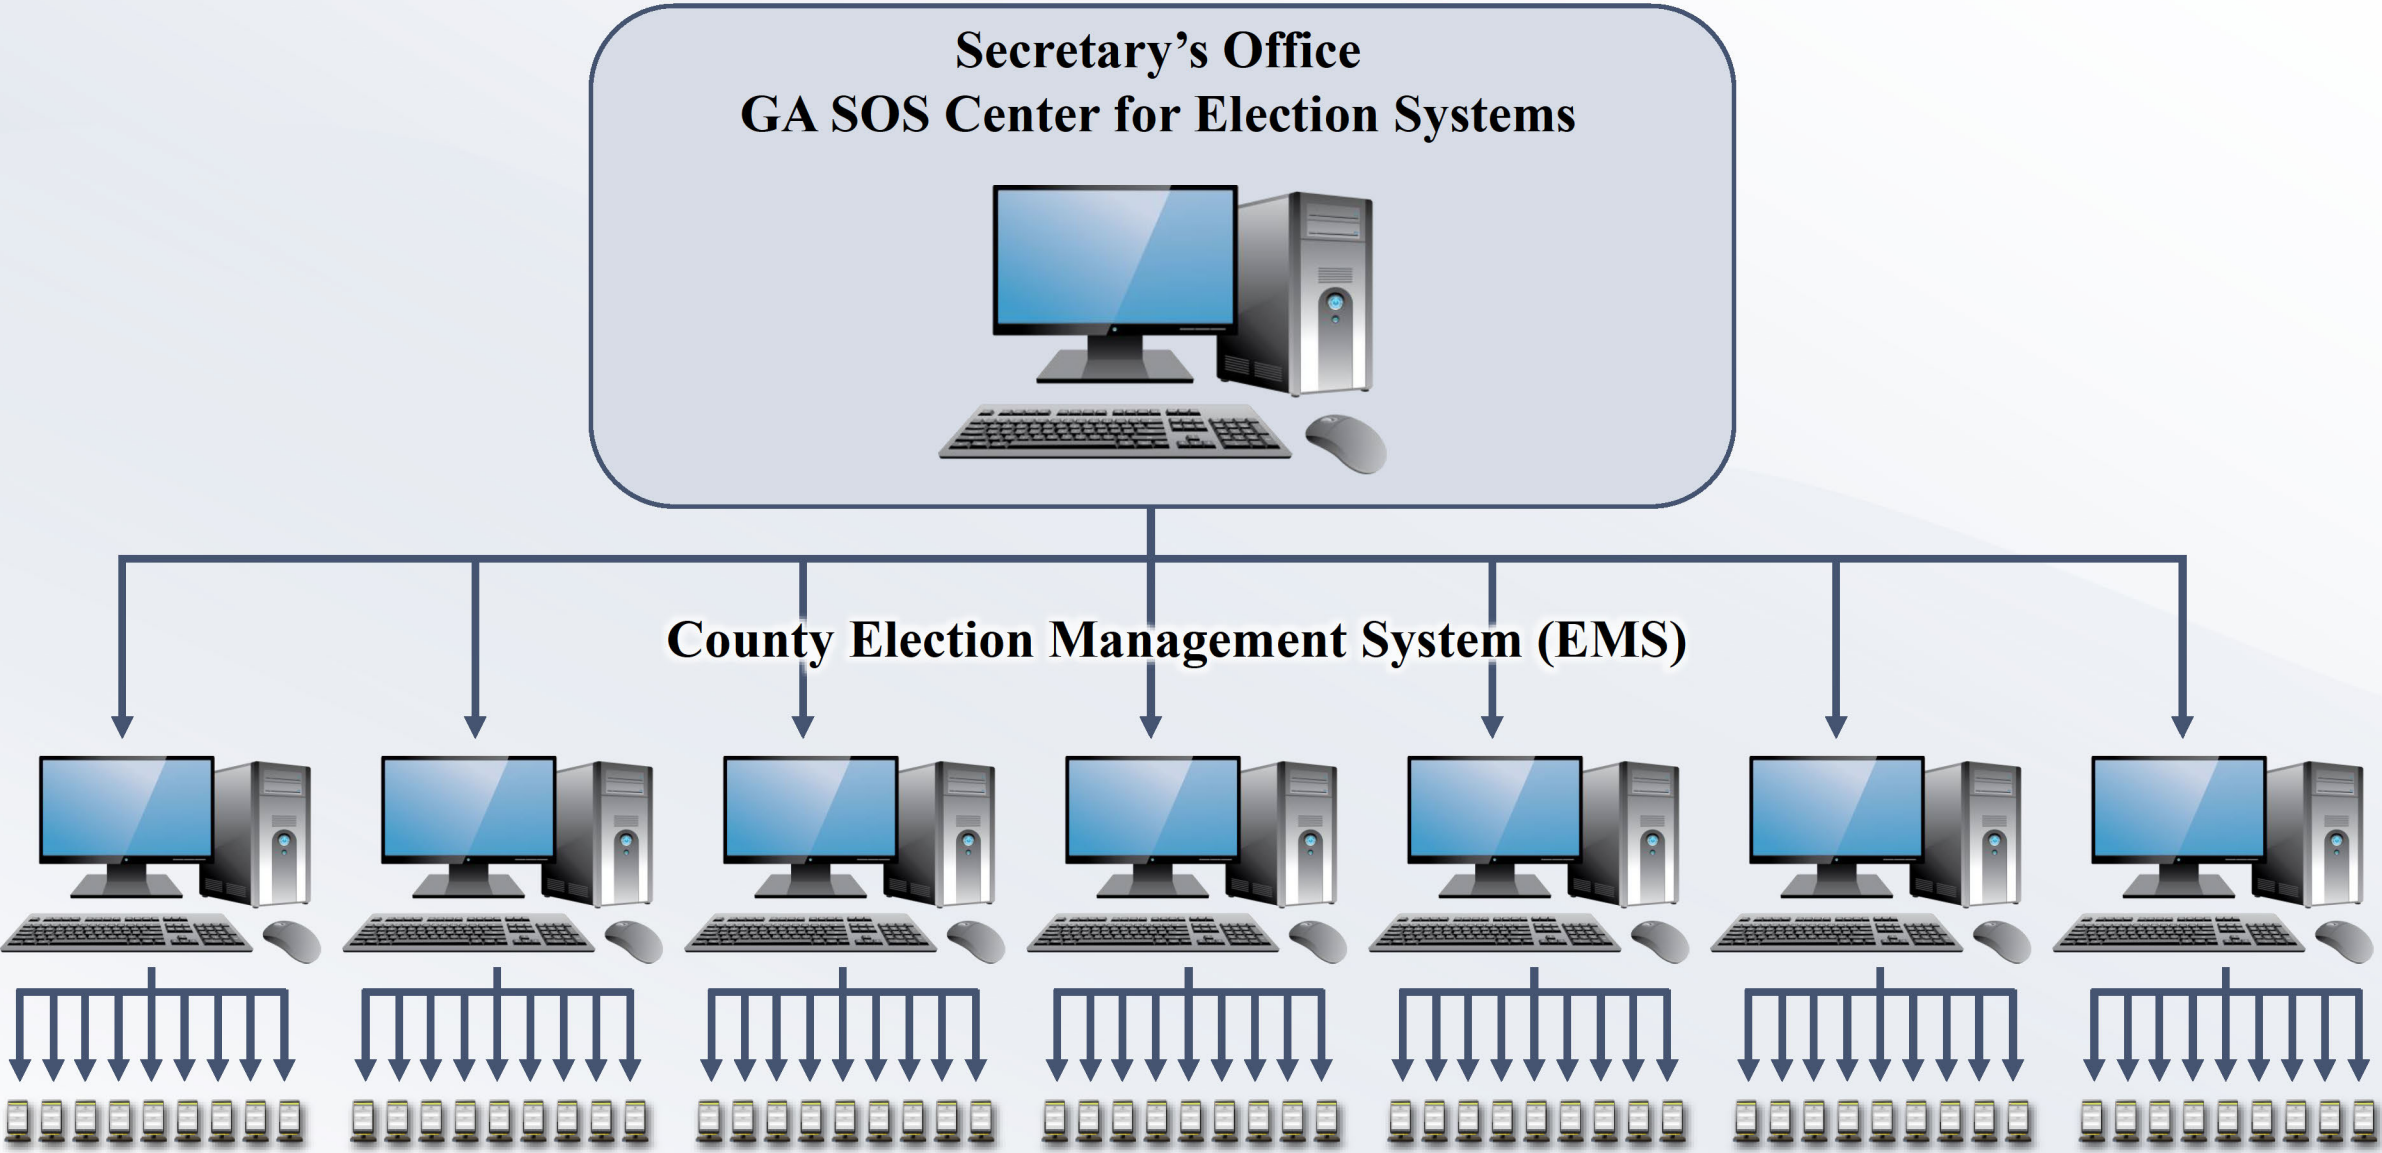 Secretary’s Office
GA SOS Center for Election Systems
County Election Management System (EMS)